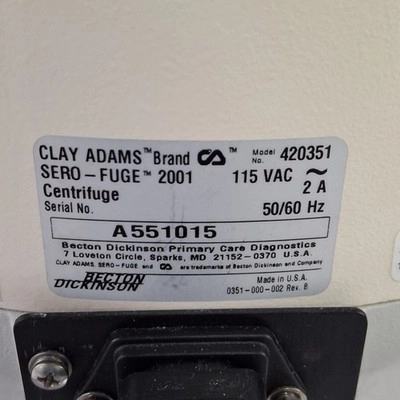 CLAY ADAMS™ Brand CA™ Model No. 420351
SERO-FUGE™ 2001 115 VAC ~ 2 A
Centrifuge
Serial No. 50/60 Hz
A551015
Becton Dickinson Primary Care Diagnostics
7 Loveton Circle, Sparks, MD 21152-0370 U.S.A.
CLAY ADAMS, SERO-FUGE and CA are trademarks of Becton Dickinson and Company
BECTON DICKINSON Made in U.S.A.
0351-000-002 Rev. B